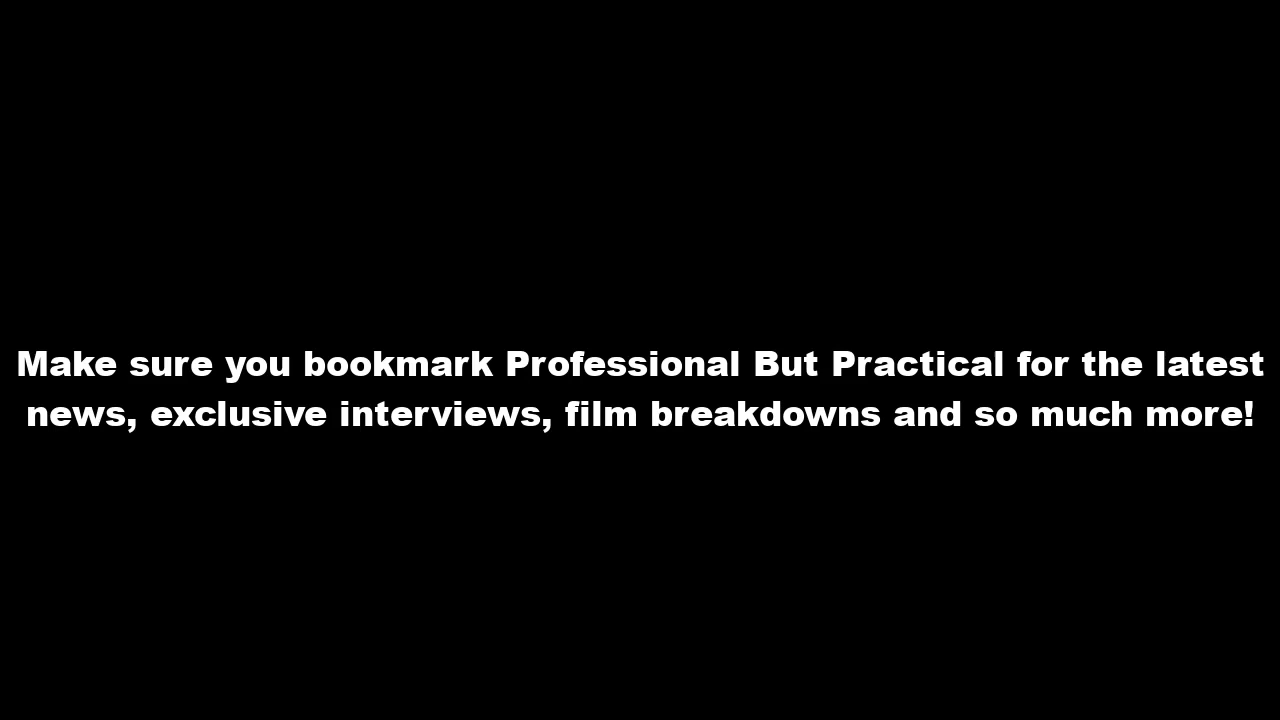 Make sure you bookmark Professional But Practical for the latest
news, exclusive interviews, film breakdowns and so much more!